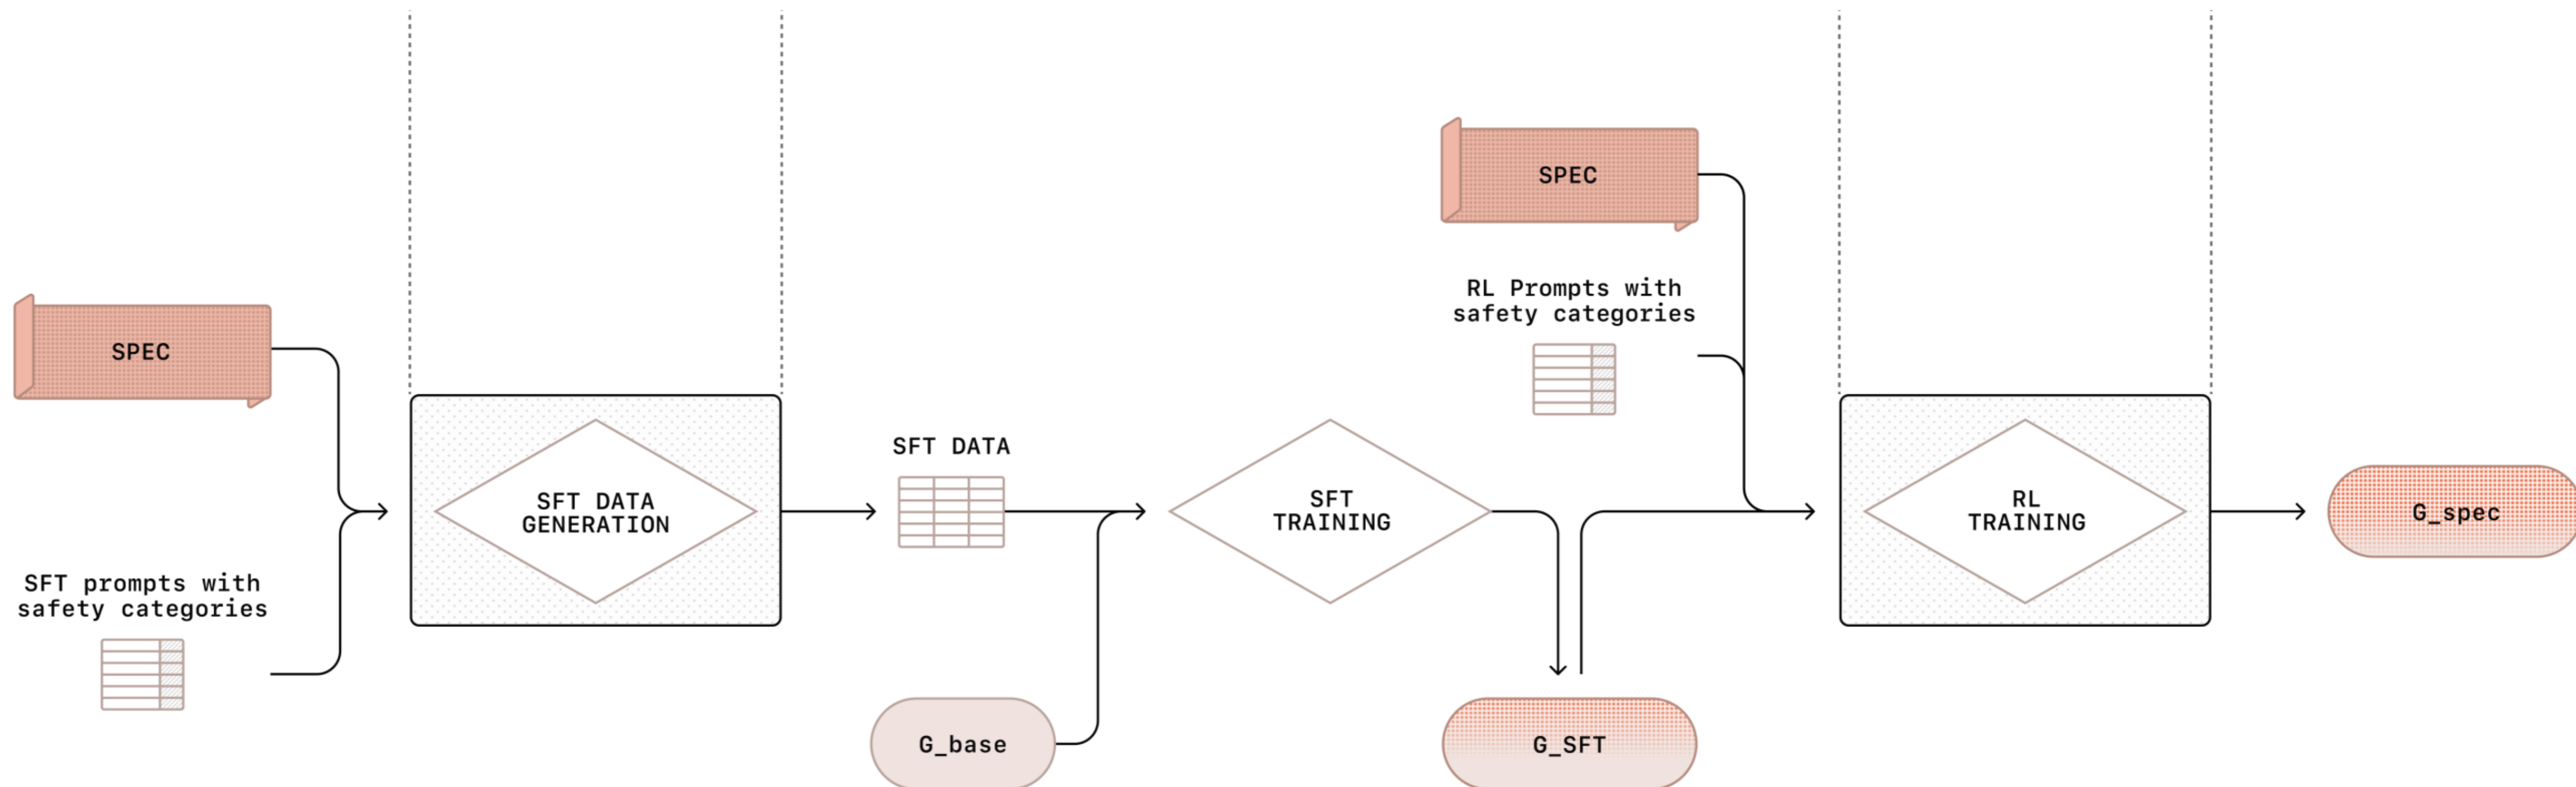 SPEC
SFT prompts with
safety categories
SFT DATA
GENERATION
SFT DATA
G_base
SFT
TRAINING
SPEC
RL Prompts with
safety categories
G_SFT
RL
TRAINING
G_spec